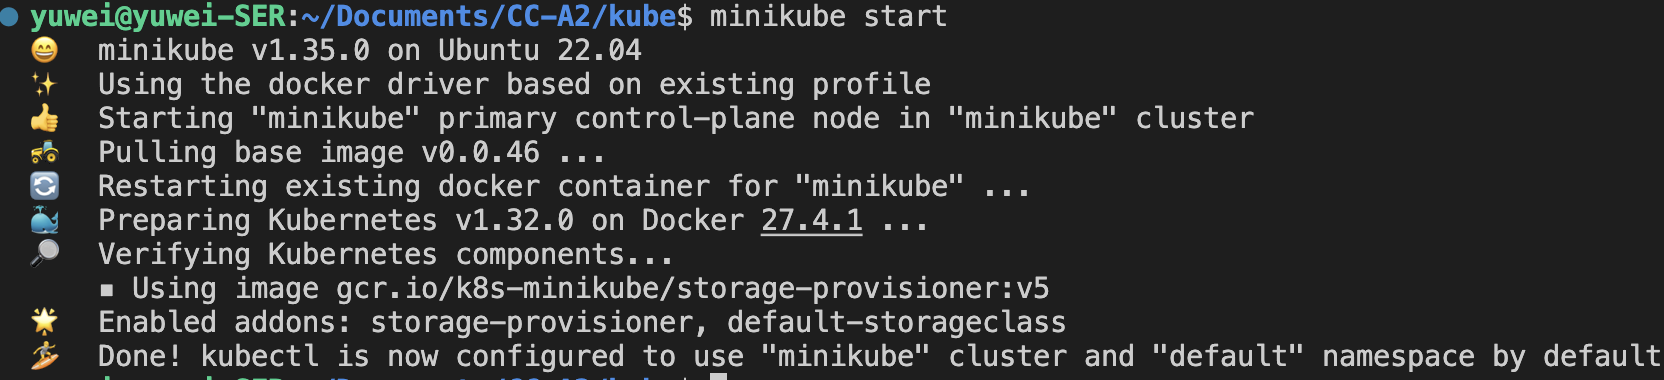 yuwei@yuwei-SER:~/Documents/CC-A2/kube$ minikube start
😄 minikube v1.35.0 on Ubuntu 22.04
✨ Using the docker driver based on existing profile
👍 Starting "minikube" primary control-plane node in "minikube" cluster
🚜 Pulling base image v0.0.46 ...
🔄 Restarting existing docker container for "minikube" ...
🐳 Preparing Kubernetes v1.32.0 on Docker 27.4.1 ...
🔎 Verifying Kubernetes components...
▪ Using image gcr.io/k8s-minikube/storage-provisioner:v5
🌟 Enabled addons: storage-provisioner, default-storageclass
🏄 Done! kubectl is now configured to use "minikube" cluster and "default" namespace by default